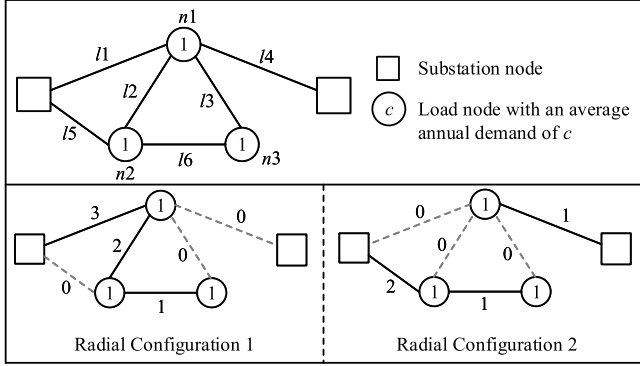 n1
1
l1
l4
l2
l3
l5
1
l6
1
n2
n3
Substation node
c Load node with an average
annual demand of c
3
1
0
2
0
0
1
1
1
Radial Configuration 1
0
1
1
0
0
2
1
1
1
Radial Configuration 2